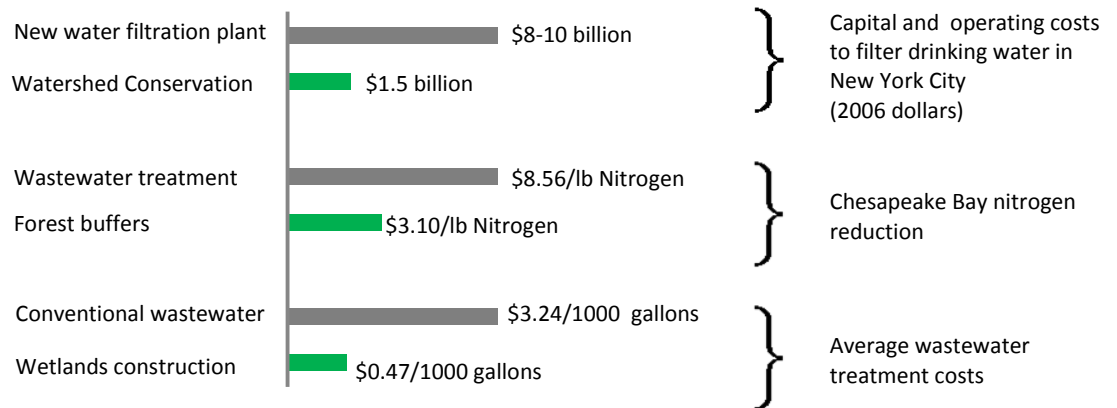 New water filtration plant
$8-10 billion
Watershed Conservation
$1.5 billion
Capital and operating costs
to filter drinking water in
New York City
(2006 dollars)
Wastewater treatment
$8.56/lb Nitrogen
Forest buffers
$3.10/lb Nitrogen
Chesapeake Bay nitrogen
reduction
Conventional wastewater
$3.24/1000 gallons
Wetlands construction
$0.47/1000 gallons
Average wastewater
treatment costs